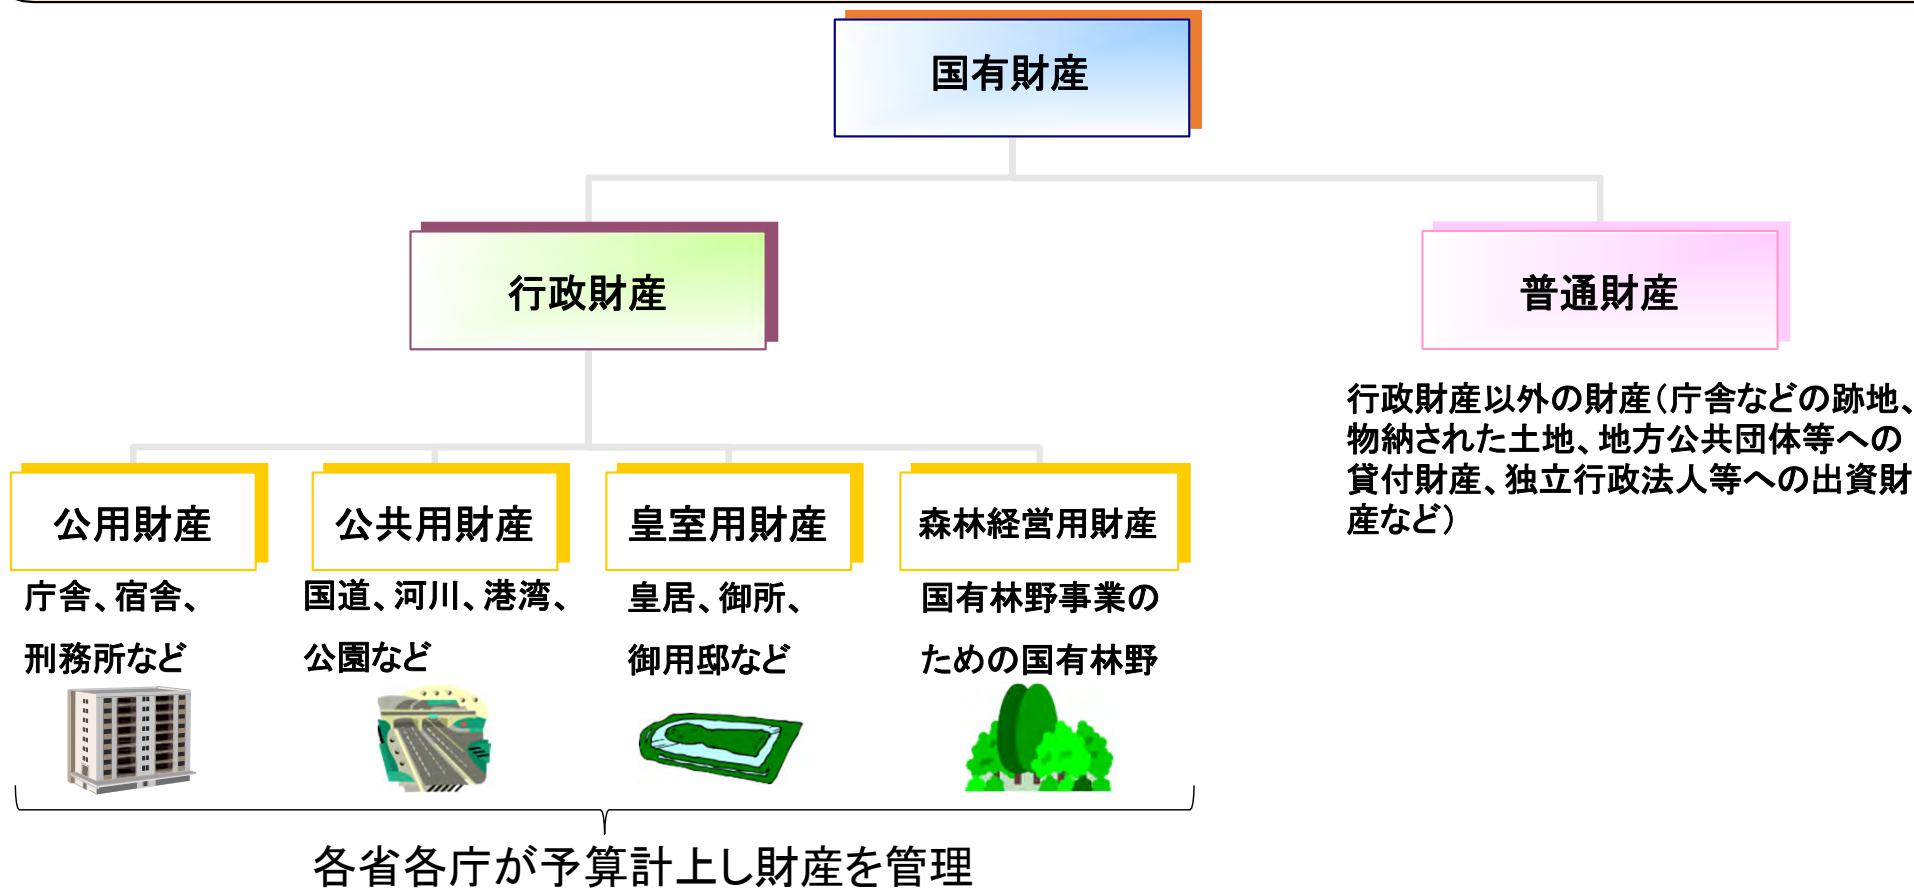 国有財産
行政財産
普通財産
行政財産以外の財産（庁舎などの跡地、
物納された土地、地方公共団体等への
貸付財産、独立行政法人等への出資財
産など）
公用財産
公共用財産
皇室用財産
森林経営用財産
庁舎、宿舎、
刑務所など
国道、河川、港湾、
公園など
皇居、御所、
御用邸など
国有林野事業の
ための国有林野
各省各庁が予算計上し財産を管理